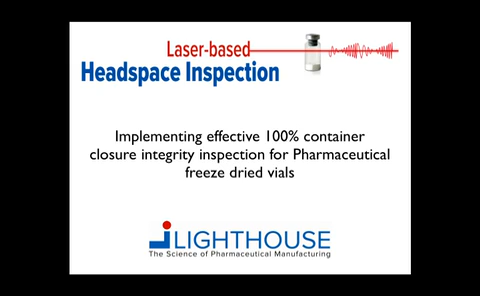 Laser-based
Headspace Inspection
Implementing effective 100% container
closure integrity inspection for Pharmaceutical
freeze dried vials
LIGHTHOUSE
The Science of Pharmaceutical Manufacturing